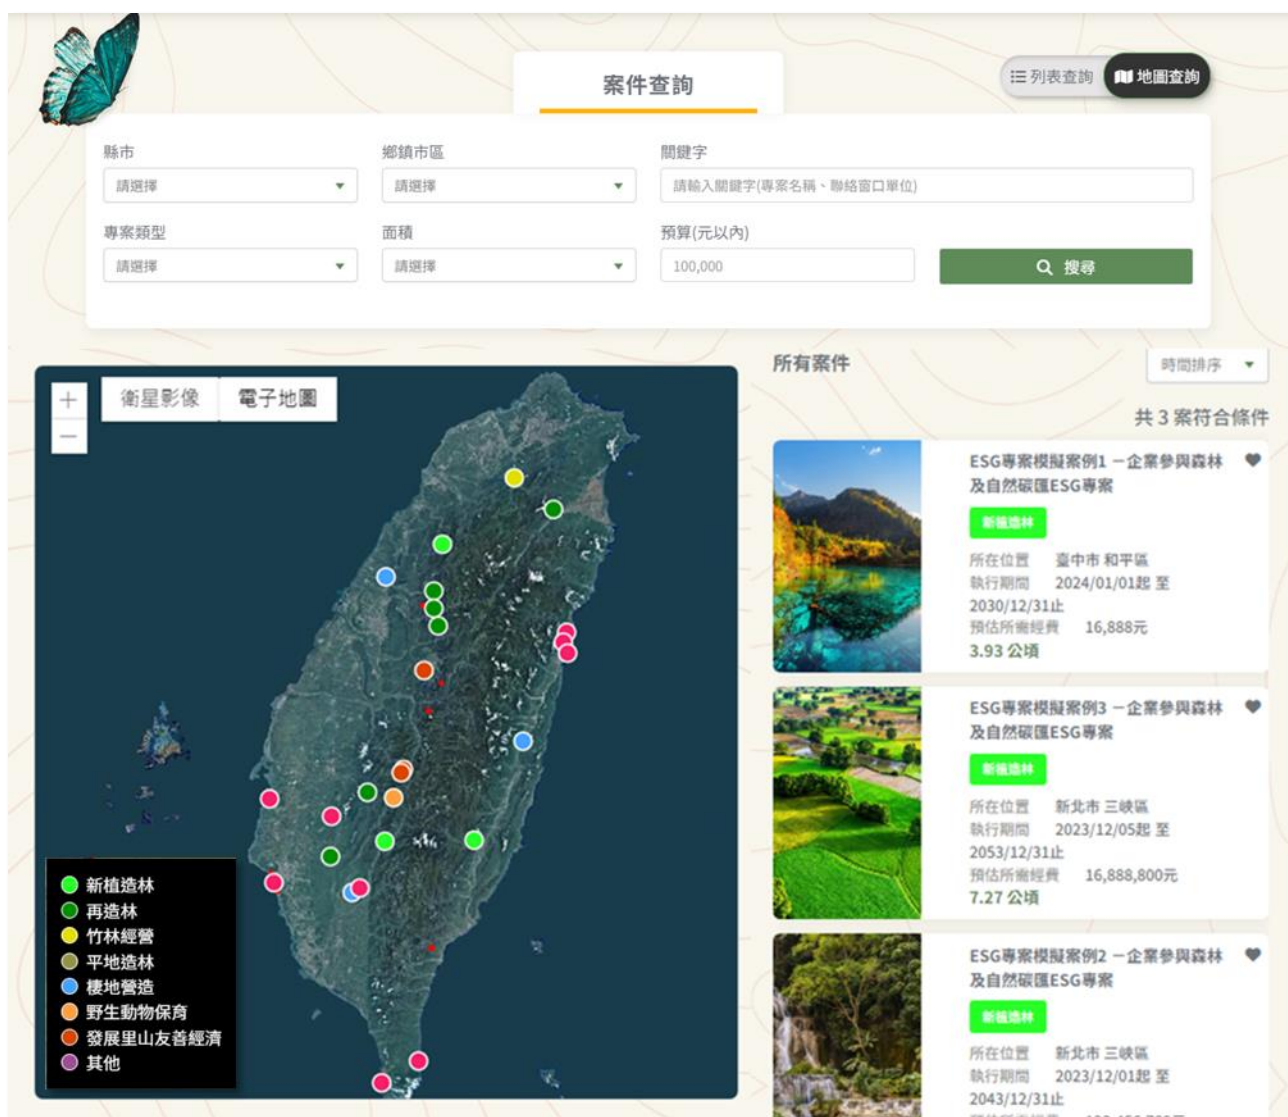 案件查詢
列表查詢
地圖查詢
縣市
鄉鎮市區
關鍵字
請選擇
請選擇
請輸入關鍵字(專案名稱、聯絡窗口單位)
專案類型
面積
預算(元以內)
請選擇
請選擇
100,000
搜尋
衛星影像
電子地圖
新植造林
再造林
竹林經營
平地造林
棲地營造
野生動物保育
發展里山友善經濟
其他
所有案件
時間排序
共 3 案符合條件
ESG專案模擬案例1 －企業參與森林
及自然碳匯ESG專案
新植造林
所在位置 臺中市 和平區
執行期間 2024/01/01起 至
2030/12/31止
預估所需經費 16,888元
3.93 公頃
ESG專案模擬案例3 －企業參與森林
及自然碳匯ESG專案
新植造林
所在位置 新北市 三峽區
執行期間 2023/12/05起 至
2053/12/31止
預估所需經費 16,888,800元
7.27 公頃
ESG專案模擬案例2 －企業參與森林
及自然碳匯ESG專案
新植造林
所在位置 新北市 三峽區
執行期間 2023/12/01起 至
2043/12/31止